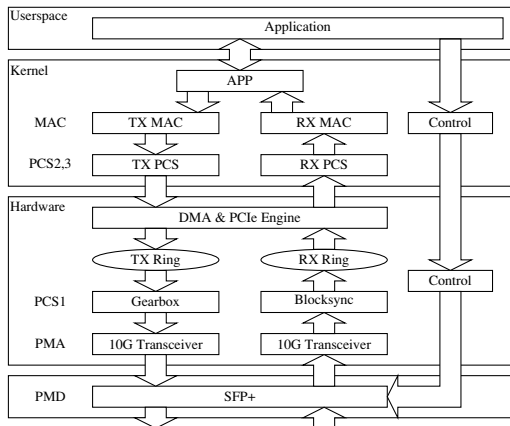 Userspace
Application
Kernel
APP
MAC
TX MAC
RX MAC
Control
PCS2,3
TX PCS
RX PCS
Hardware
DMA & PCIe Engine
TX Ring
RX Ring
Control
PCS1
Gearbox
Blocksync
PMA
10G Transceiver
10G Transceiver
PMD
SFP+